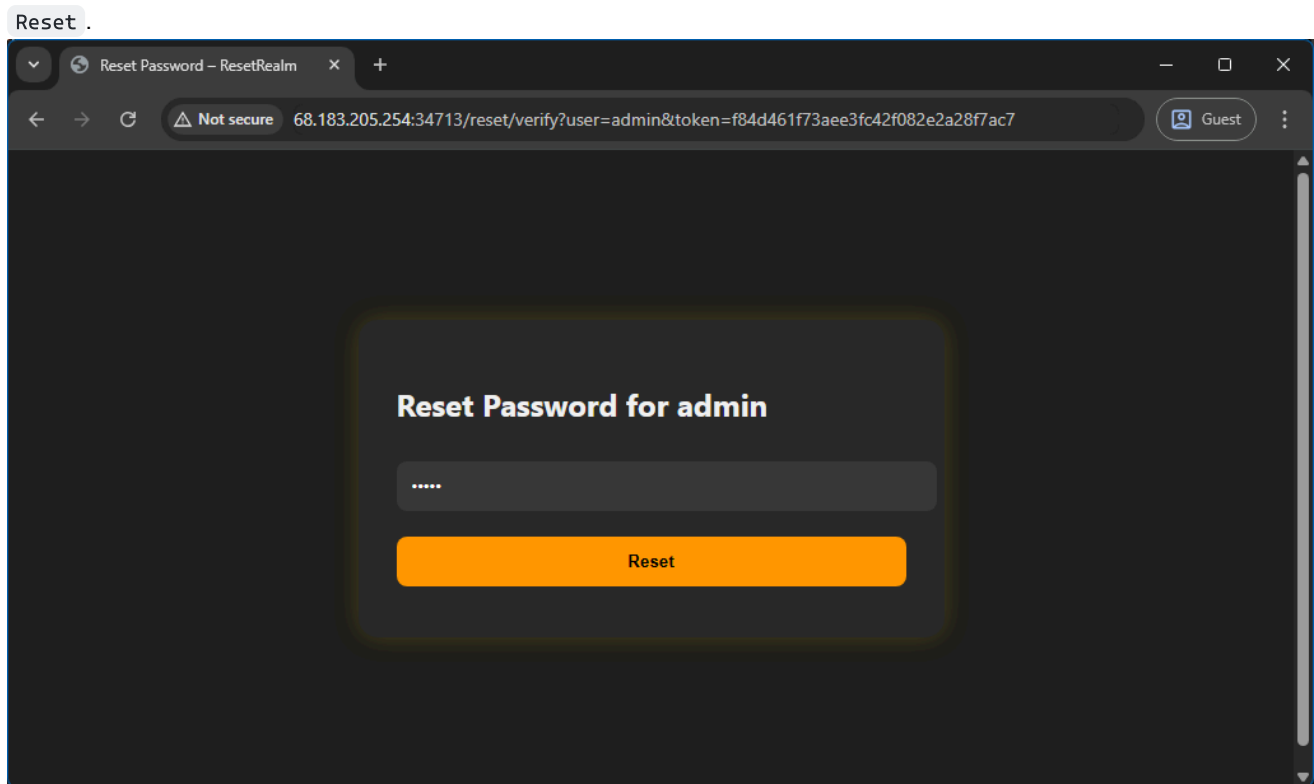 Reset .
Reset Password – ResetRealm
Not secure 68.183.205.254:34713/reset/verify?user=admin&token=f84d461f73aee3fc42f082e2a28f7ac7 Guest
Reset Password for admin
•••••
Reset